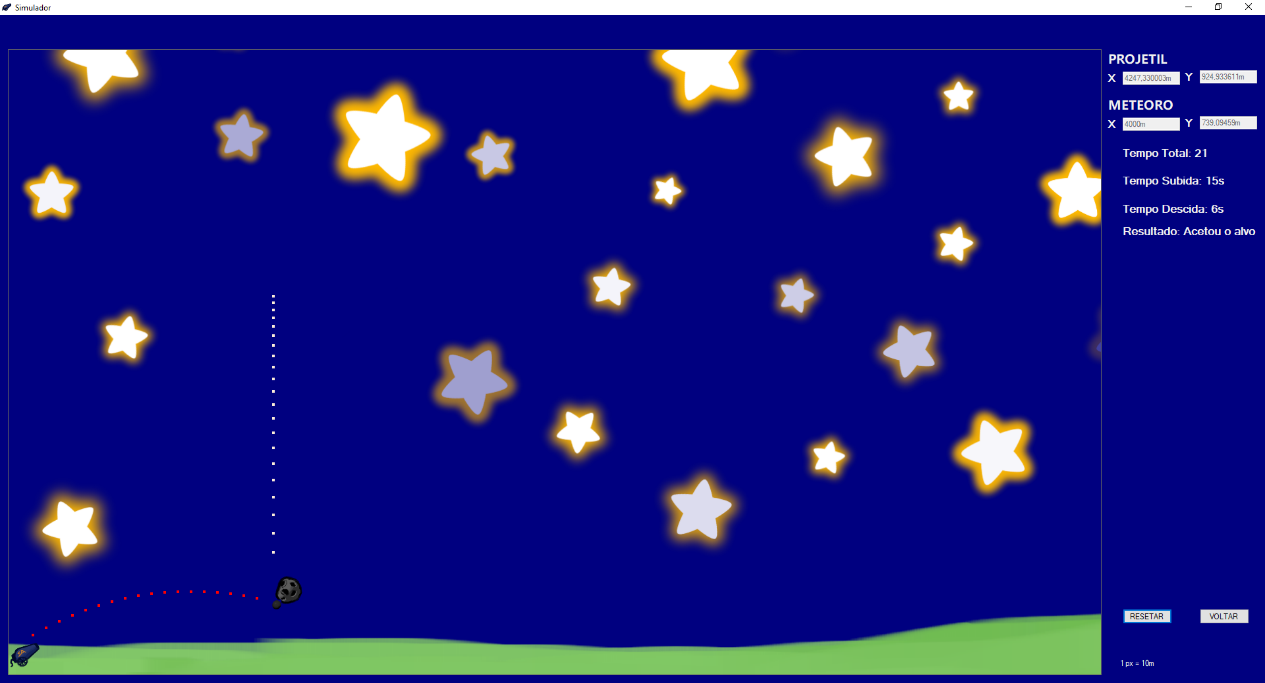 Simulador
PROJETIL
X 4247,330003m Y 924,933611m
METEORO
X 4000m Y 739,09459m
Tempo Total: 21
Tempo Subida: 15s
Tempo Descida: 6s
Resultado: Acetou o alvo
RESETAR VOLTAR
1 px = 10m